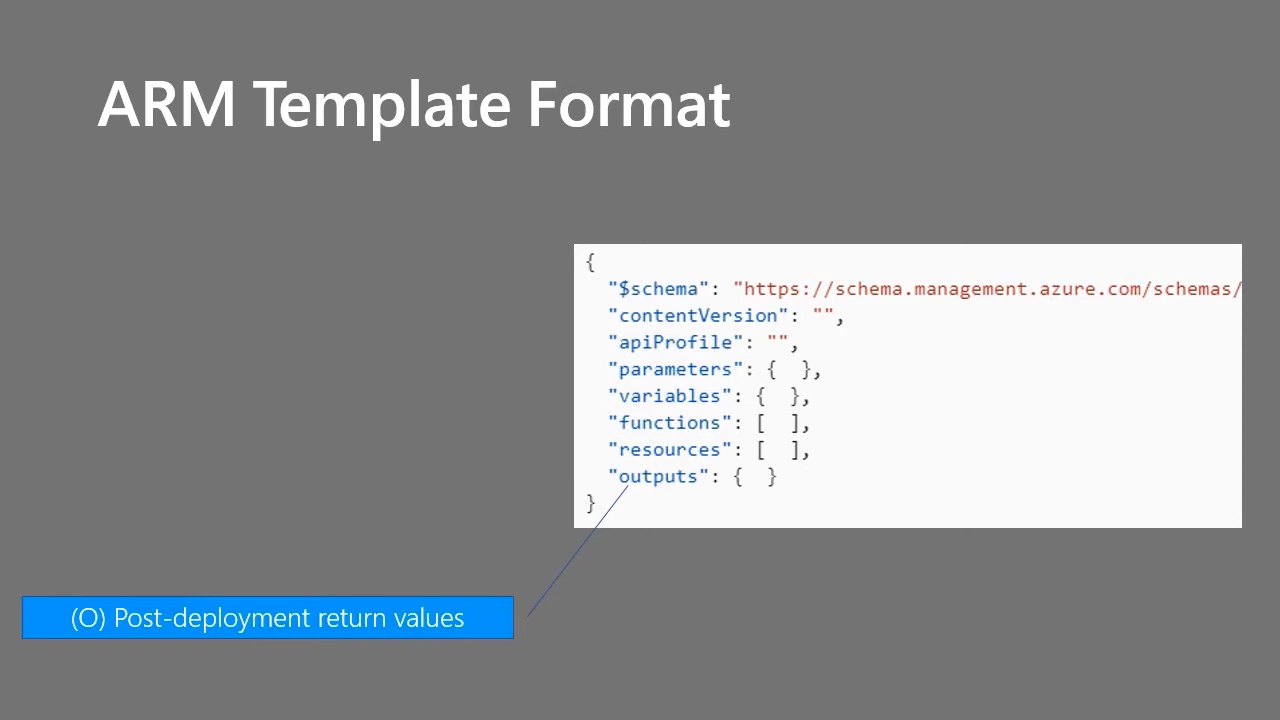 ARM Template Format
{
"$schema": "https://schema.management.azure.com/schemas/
"contentVersion": "",
"apiProfile": "",
"parameters": {  },
"variables": {  },
"functions": [  ],
"resources": [  ],
"outputs": {  }
}
(O) Post-deployment return values